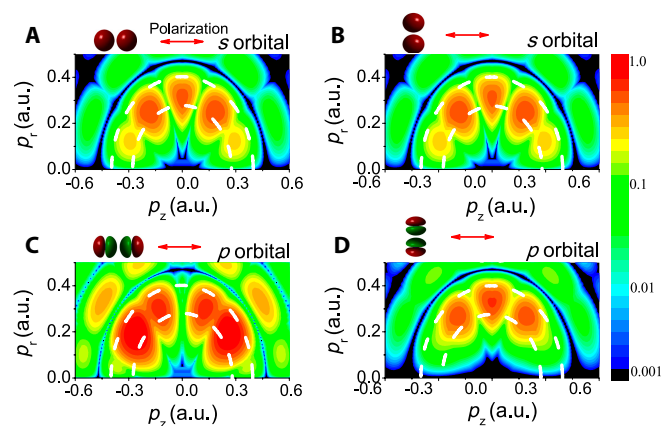 A Polarization s orbital
B s orbital
1.0
0.4
0.2
0.0
p_r (a.u.)
-0.6 -0.3 0.0 0.3 0.6
p_z (a.u.)
0.4
0.2
0.0
p_r (a.u.)
-0.6 -0.3 0.0 0.3 0.6
p_z (a.u.)
0.1
C p orbital
D p orbital
0.4
0.2
0.0
p_r (a.u.)
-0.6 -0.3 0.0 0.3 0.6
p_z (a.u.)
0.4
0.2
0.0
p_r (a.u.)
-0.6 -0.3 0.0 0.3 0.6
p_z (a.u.)
0.01
0.001